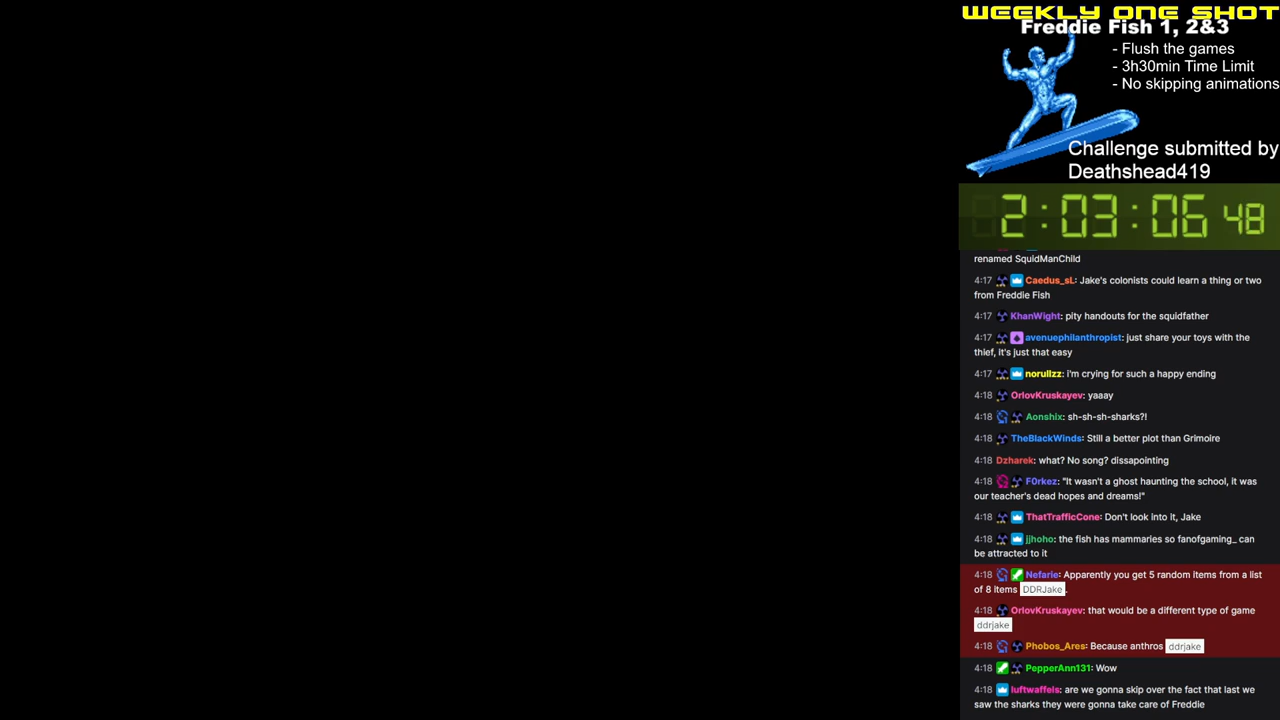 WEEKLY ONE SHOT
Freddie Fish 1, 2&3
- Flush the games
- 3h30min Time Limit
- No skipping animations
Challenge submitted by
Deathshead419
2:03:06 48
renamed SquidManChild
4:17 Caedus_sL: Jake's colonists could learn a thing or two
from Freddie Fish
4:17 KhanWight: pity handouts for the squidfather
4:17 avenuephilanthropist: just share your toys with the
thief, it's just that easy
4:17 norullzz: i'm crying for such a happy ending
4:18 OrlovKruskayev: yaaay
4:18 Aonshix: sh-sh-sh-sharks?!
4:18 TheBlackWinds: Still a better plot than Grimoire
4:18 Dzharek: what? No song? dissapointing
4:18 F0rkez: "It wasn't a ghost haunting the school, it was
our teacher's dead hopes and dreams!"
4:18 ThatTrafficCone: Don't look into it, Jake
4:18 jjhoho: the fish has mammaries so fanofgaming_ can
be attracted to it
4:18 Nefarie: Apparently you get 5 random items from a list
of 8 items DDRJake.
4:18 OrlovKruskayev: that would be a different type of game
ddrjake
4:18 Phobos_Ares: Because anthros ddrjake
4:18 PepperAnn131: Wow
4:18 luftwaffels: are we gonna skip over the fact that last we
saw the sharks they were gonna take care of Freddie